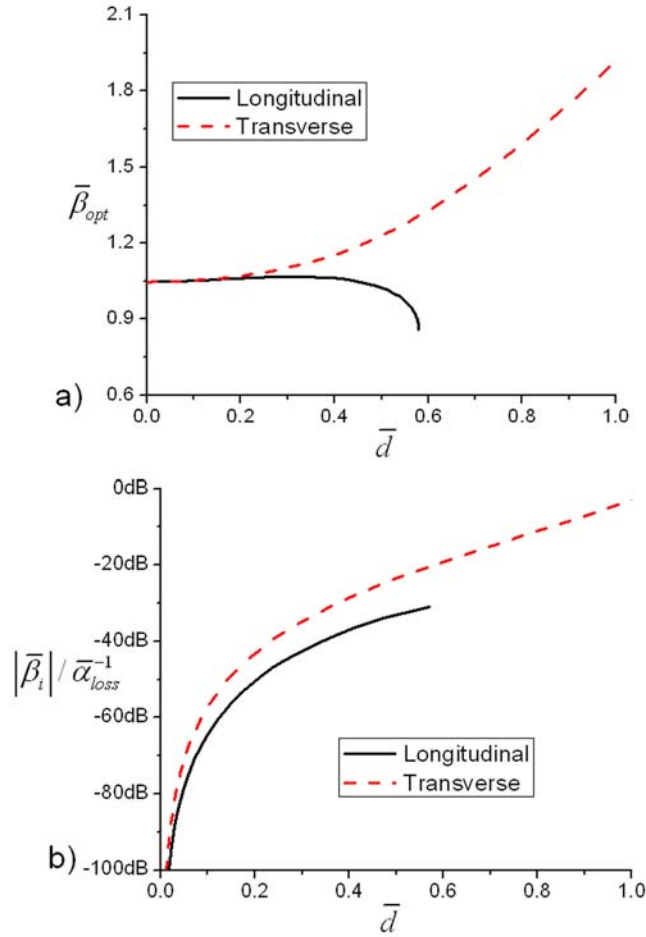 2.1
1.8
1.5
1.2
0.9
0.6
β̄opt
Longitudinal
Transverse
a)
0.0 0.2 0.4 0.6 0.8 1.0
d̄
0dB
-20dB
-40dB
-60dB
-80dB
-100dB
|β̄i| / ᾱ⁻¹loss
Longitudinal
Transverse
b)
0.0 0.2 0.4 0.6 0.8 1.0
d̄